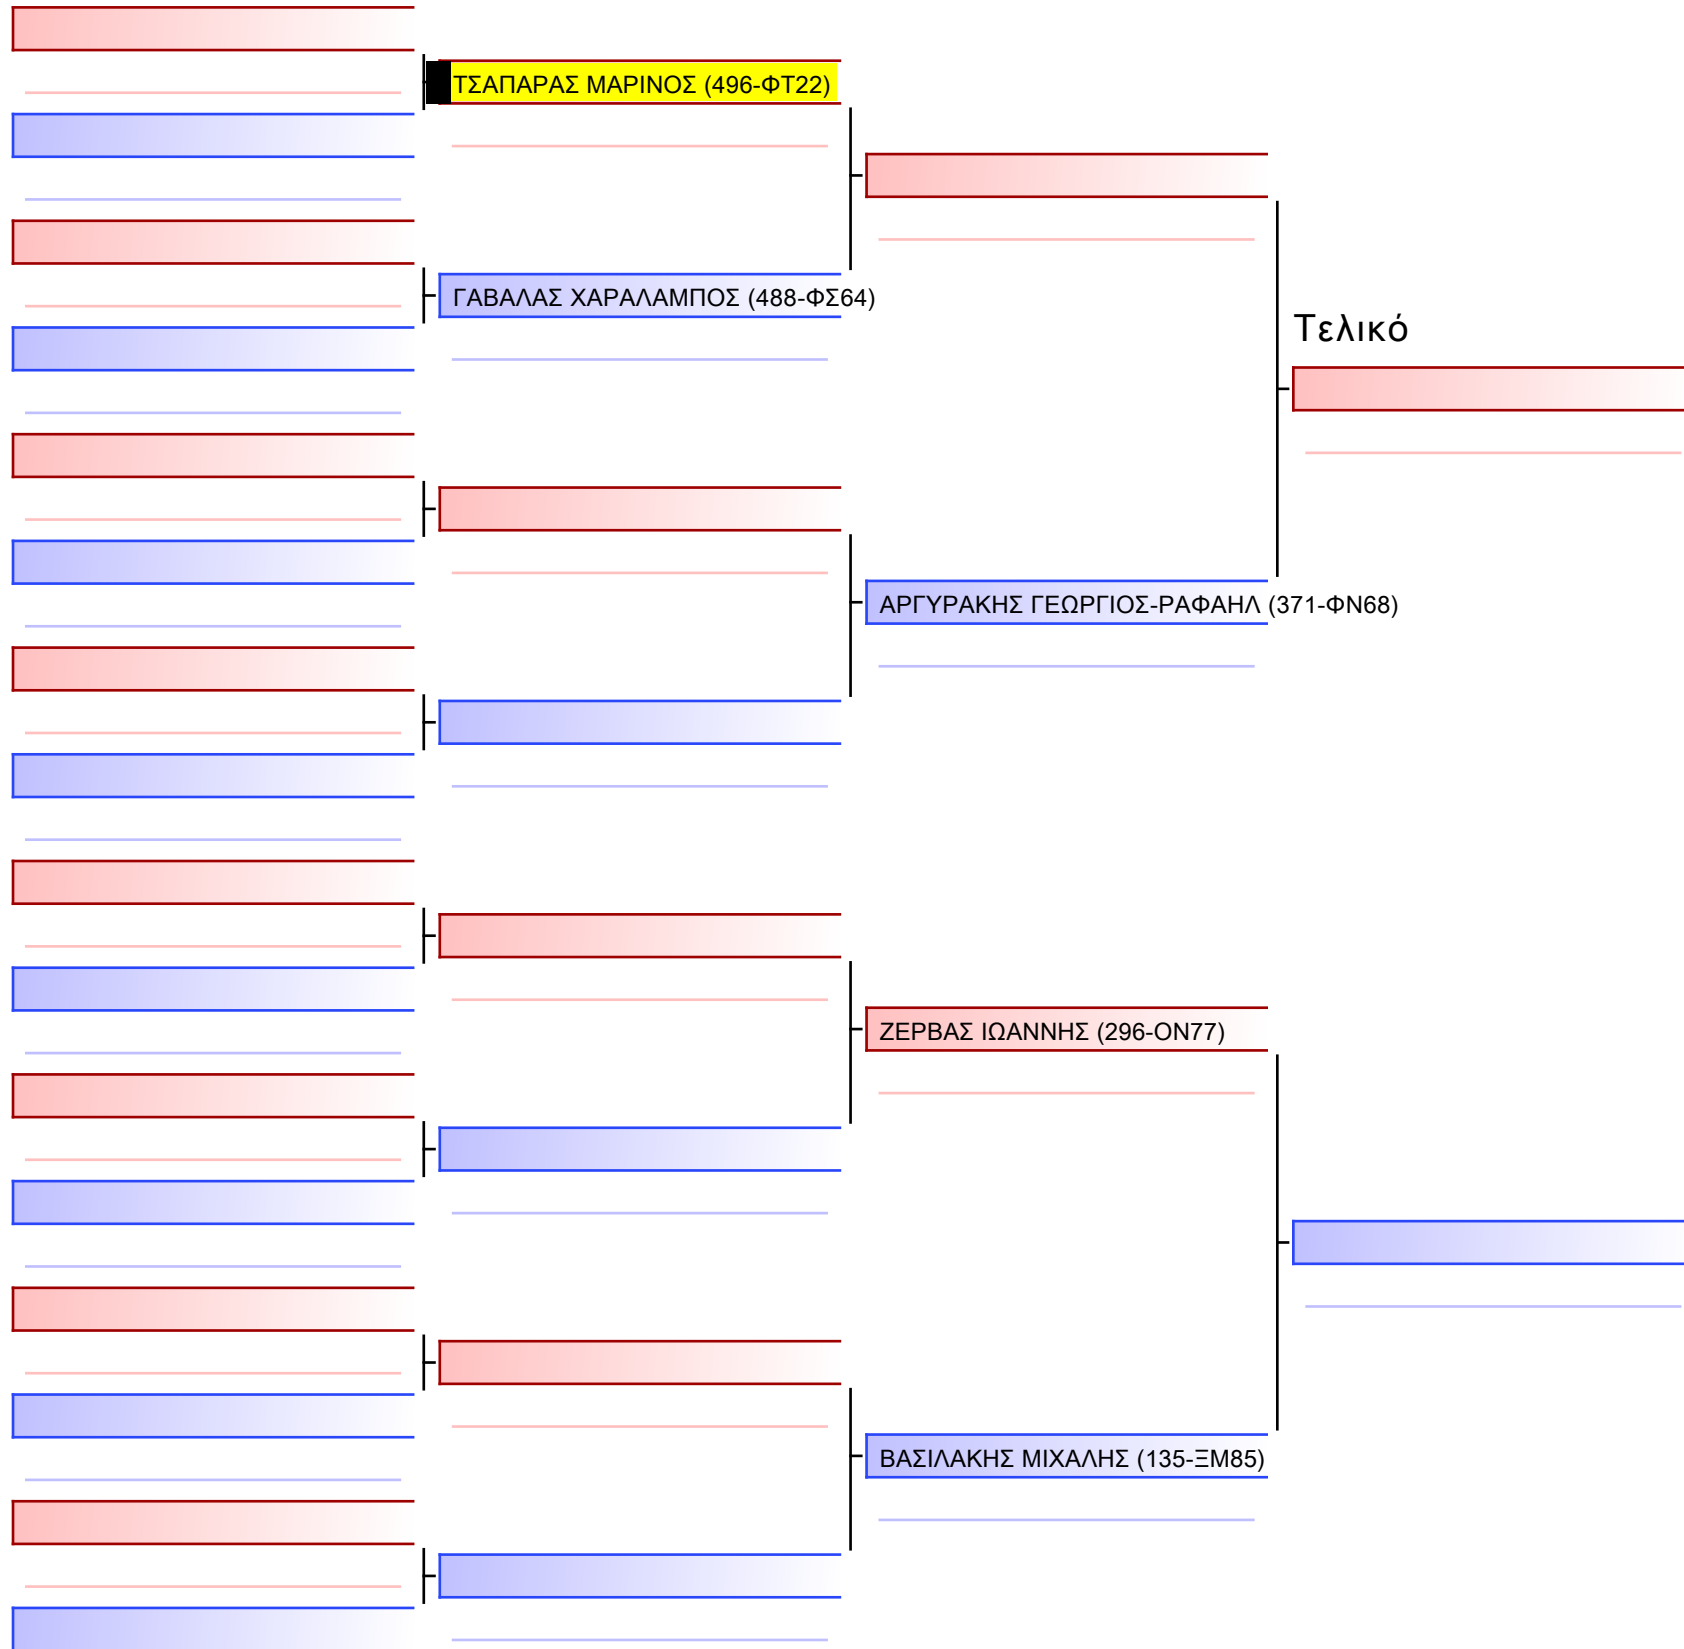 ΤΣΑΠΑΡΑΣ ΜΑΡΙΝΟΣ (496-ΦΤ22)
ΓΑΒΑΛΑΣ ΧΑΡΑΛΑΜΠΟΣ (488-ΦΣ64)
Τελικό
ΑΡΓΥΡΑΚΗΣ ΓΕΩΡΓΙΟΣ-ΡΑΦΑΗΛ (371-ΦΝ68)
ΖΕΡΒΑΣ ΙΩΑΝΝΗΣ (296-ΟΝ77)
ΒΑΣΙΛΑΚΗΣ ΜΙΧΑΛΗΣ (135-ΞΜ85)